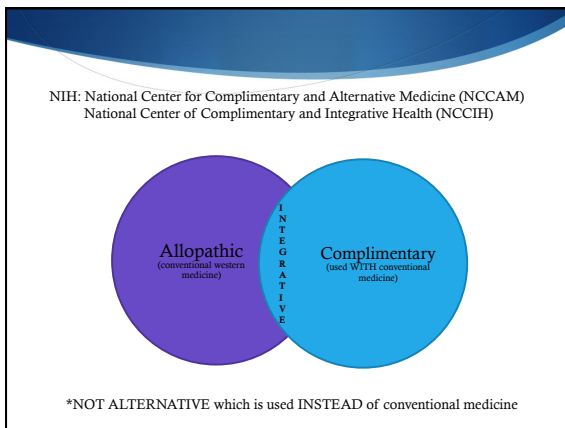 NIH: National Center for Complimentary and Alternative Medicine (NCCAM)
National Center of Complimentary and Integrative Health (NCCIH)
Allopathic
(conventional western
medicine)
INTEGRATIVE
Complimentary
(used WITH conventional
medicine)
*NOT ALTERNATIVE which is used INSTEAD of conventional medicine